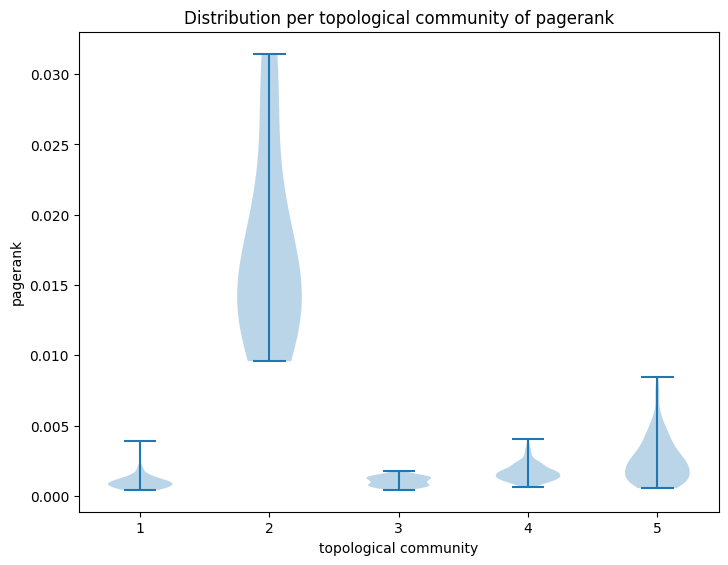 Distribution per topological community of pagerank
0.030
0.025
0.020
0.015
0.010
0.005
0.000
pagerank
1 2 3 4 5
topological community